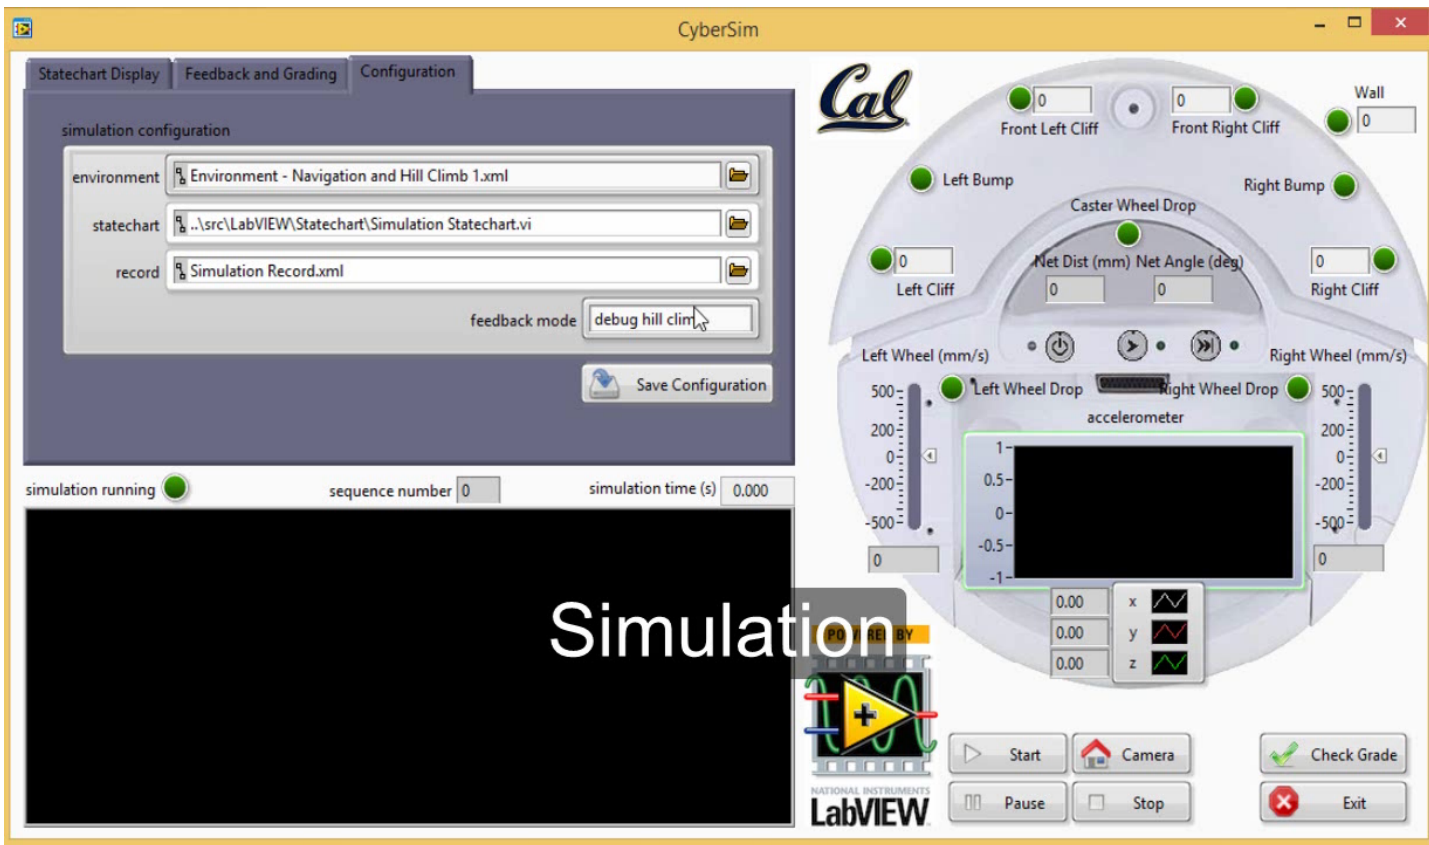 CyberSim
Statechart Display
Feedback and Grading
Configuration
simulation configuration
environment
Environment - Navigation and Hill Climb 1.xml
statechart
..\src\LabVIEW\Statechart\Simulation Statechart.vi
record
Simulation Record.xml
feedback mode
debug hill clim
Save Configuration
simulation running
sequence number 0
simulation time (s) 0.000
Cal
0
Front Left Cliff
0
Front Right Cliff
Wall
0
Left Bump
Right Bump
Caster Wheel Drop
0
Left Cliff
Net Dist (mm) Net Angle (deg)
0
0
0
Right Cliff
Left Wheel (mm/s)
Right Wheel (mm/s)
Left Wheel Drop
Right Wheel Drop
500
200
0
-200
-500
0
accelerometer
1
0.5
0
-0.5
-1
500
200
0
-200
-500
0
0.00 x
0.00 y
0.00 z
Simulation
POWERED BY
NATIONAL INSTRUMENTS
LabVIEW
Start
Camera
Check Grade
Pause
Stop
Exit